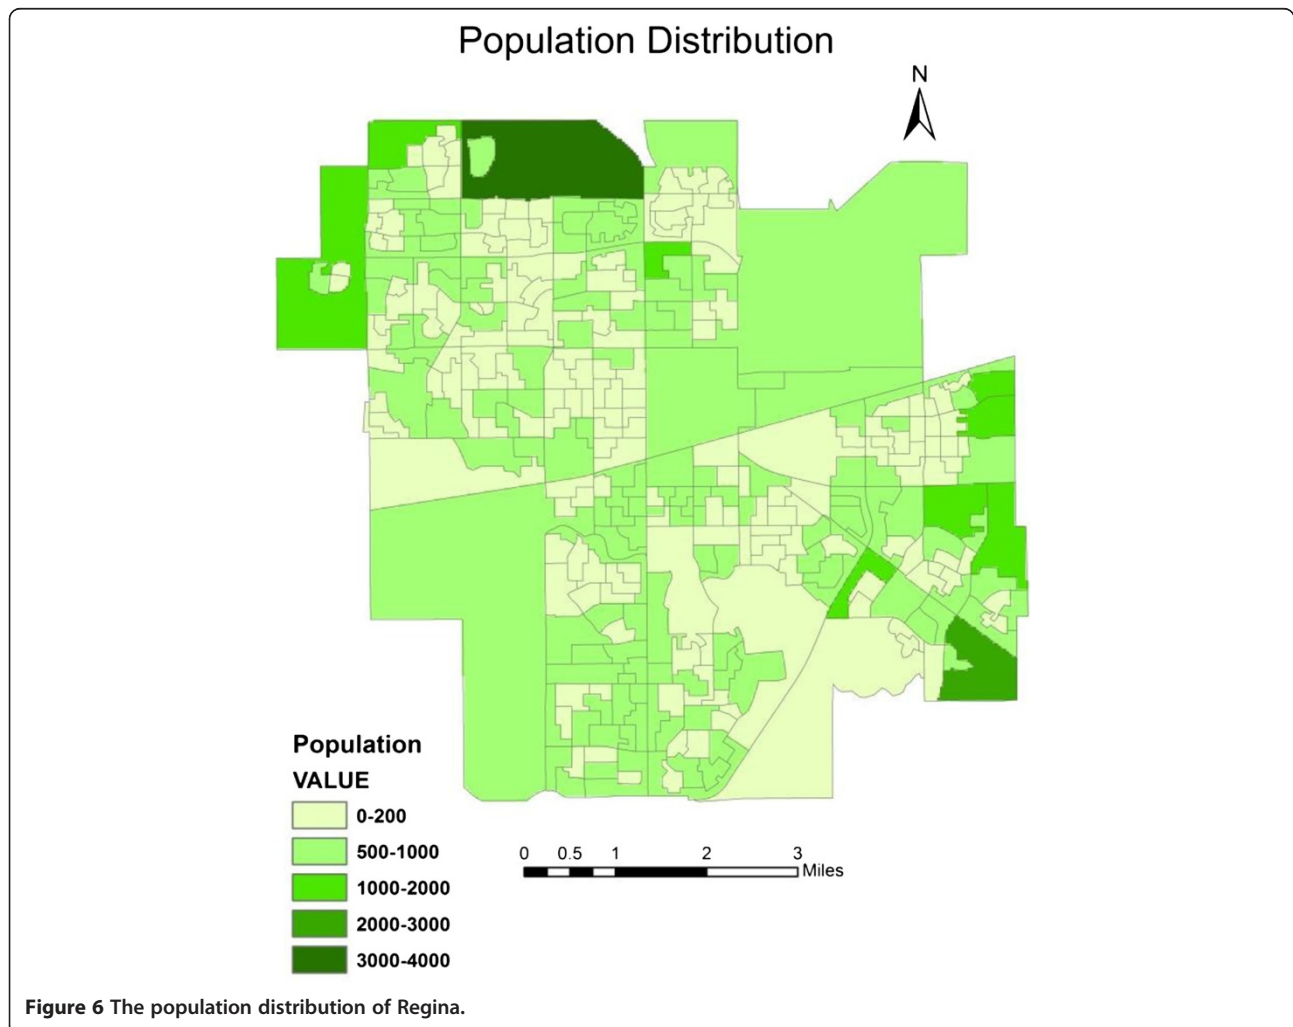 Population Distribution
N
Population
VALUE
0-200
500-1000
1000-2000
2000-3000
3000-4000
0 0.5 1 2 3
Miles
Figure 6 The population distribution of Regina.